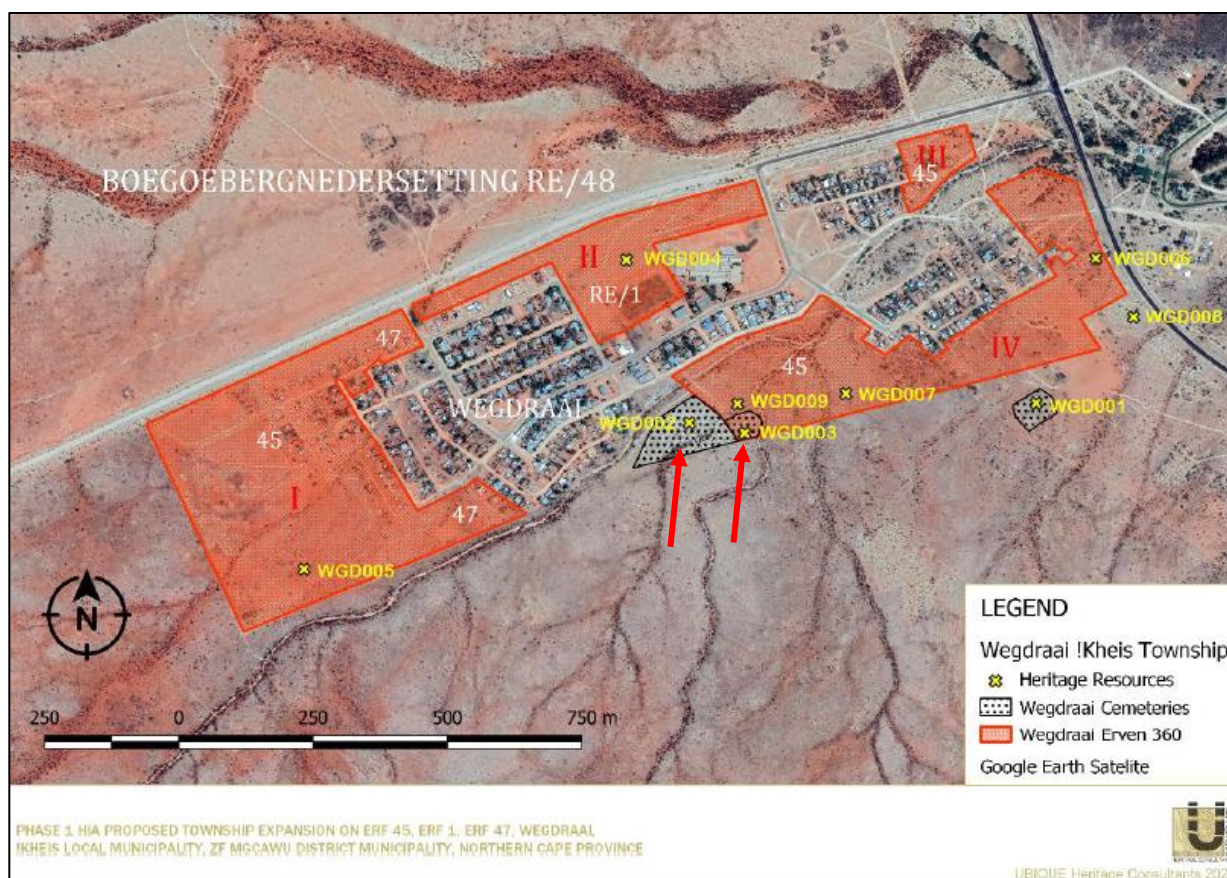 BOEGOEBERGNEDERSETTING RE/48
III
45
II
WGD004
WGD006
RE/1
WGD008
47
IV
45
WEGDRAAI
WGD009
WGD007
WGD001
WGD002
WGD003
45
I
47
WGD005
N
250 0 250 500 750 m
LEGEND
Wegdraai !Kheis Township
Heritage Resources
Wegdraai Cemeteries
Wegdraai Erven 360
Google Earth Satelite
PHASE 1 HIA PROPOSED TOWNSHIP EXPANSION ON ERF 45, ERF 1, ERF 47, WEGDRAAI,
!KHEIS LOCAL MUNICIPALITY, ZF MGCAWU DISTRICT MUNICIPALITY, NORTHERN CAPE PROVINCE
UBIQUE Heritage Consultants